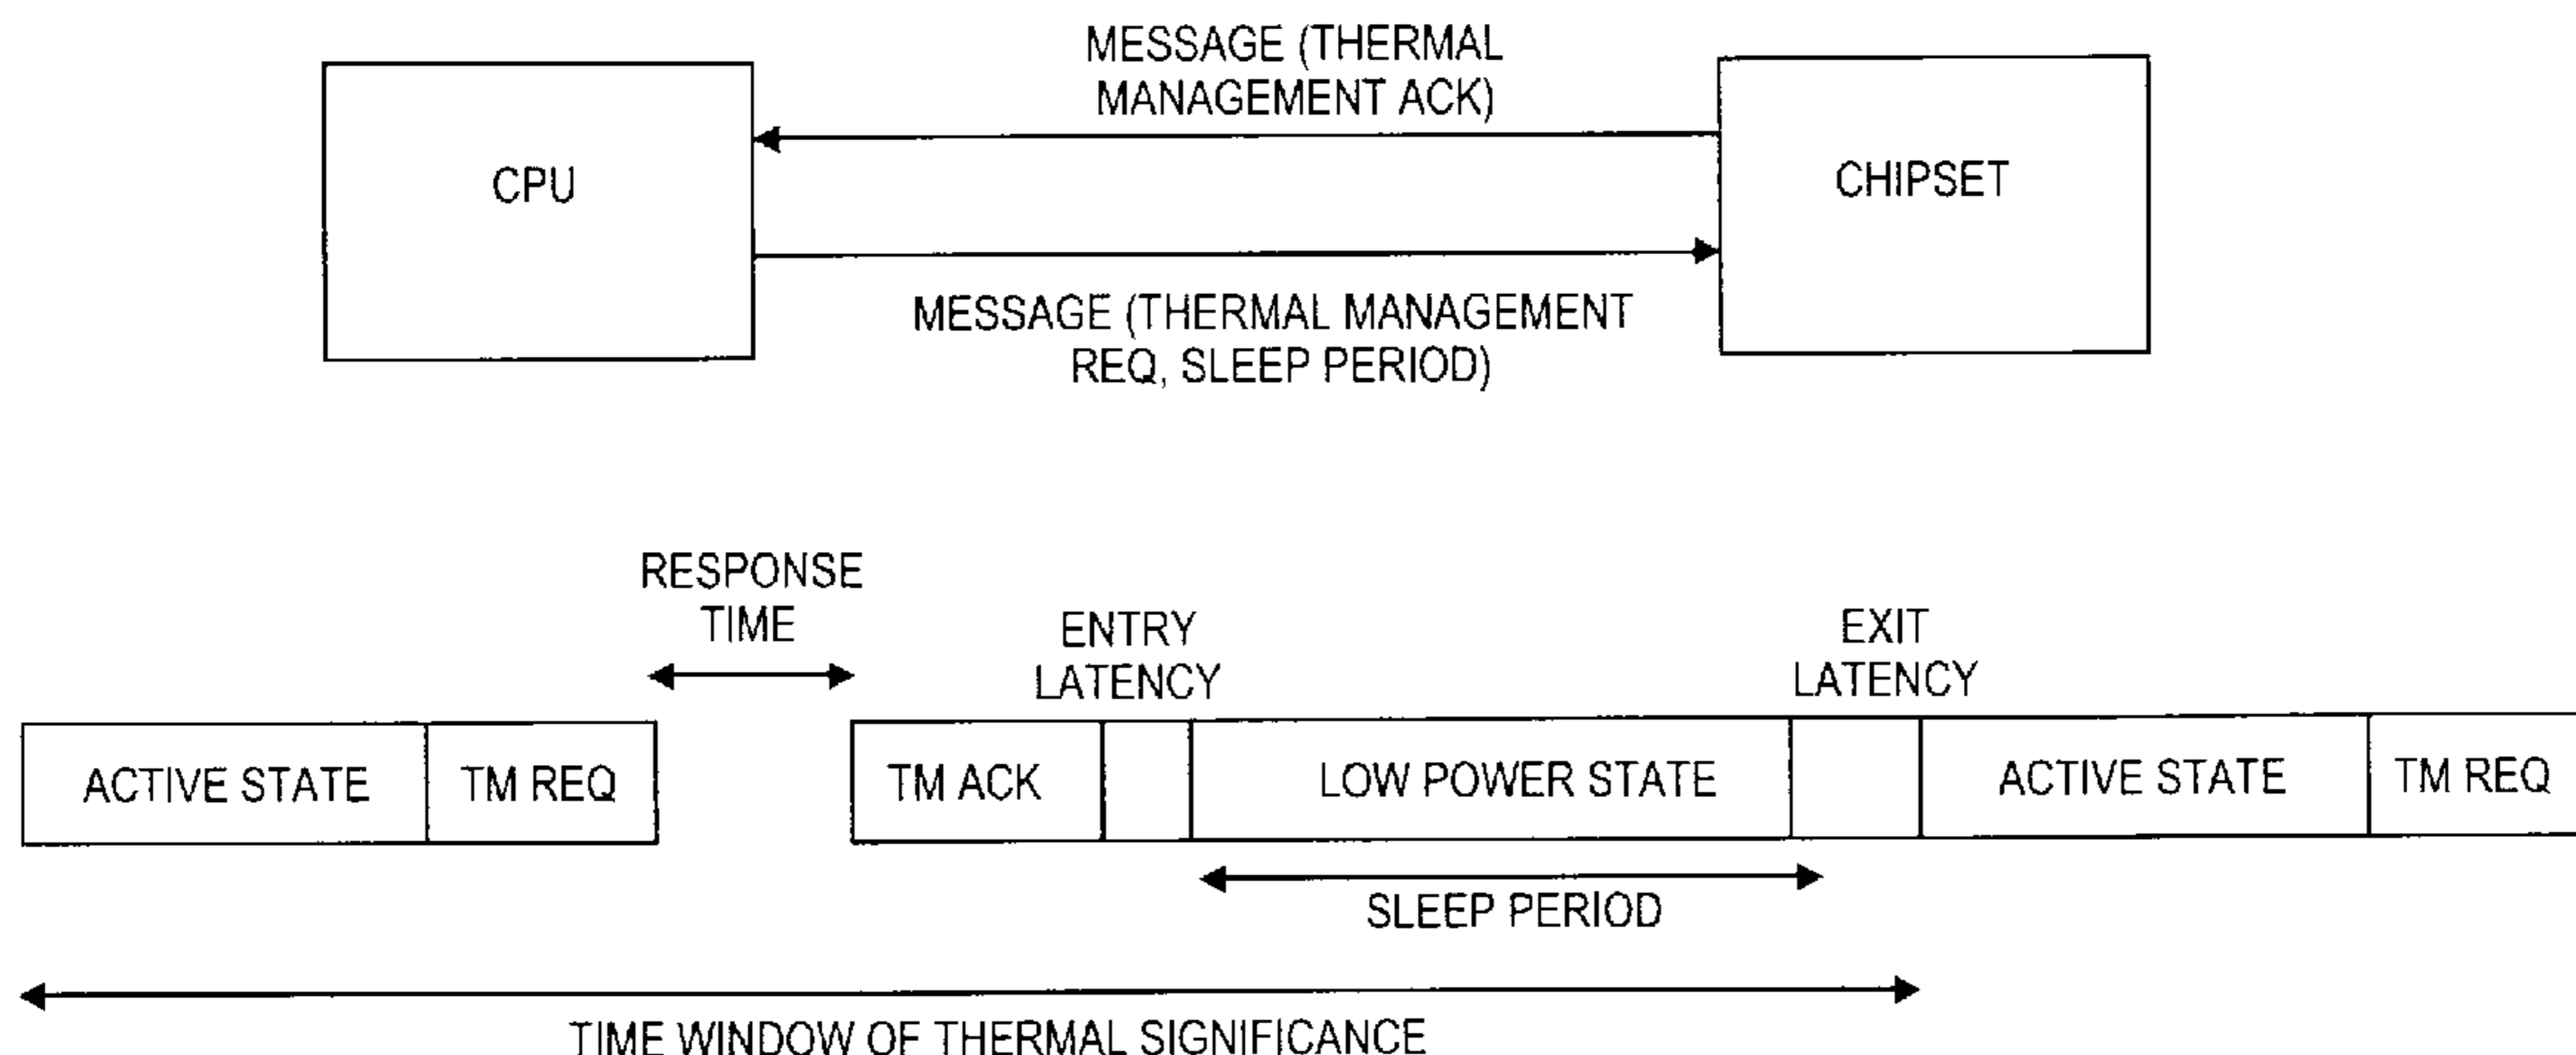 MESSAGE (THERMAL
MANAGEMENT ACK)
CPU
CHIPSET
MESSAGE (THERMAL MANAGEMENT
REQ, SLEEP PERIOD)
RESPONSE
TIME
ENTRY
LATENCY
EXIT
LATENCY
ACTIVE STATE
TM REQ
TM ACK
LOW POWER STATE
ACTIVE STATE
TM REQ
SLEEP PERIOD
TIME WINDOW OF THERMAL SIGNIFICANCE